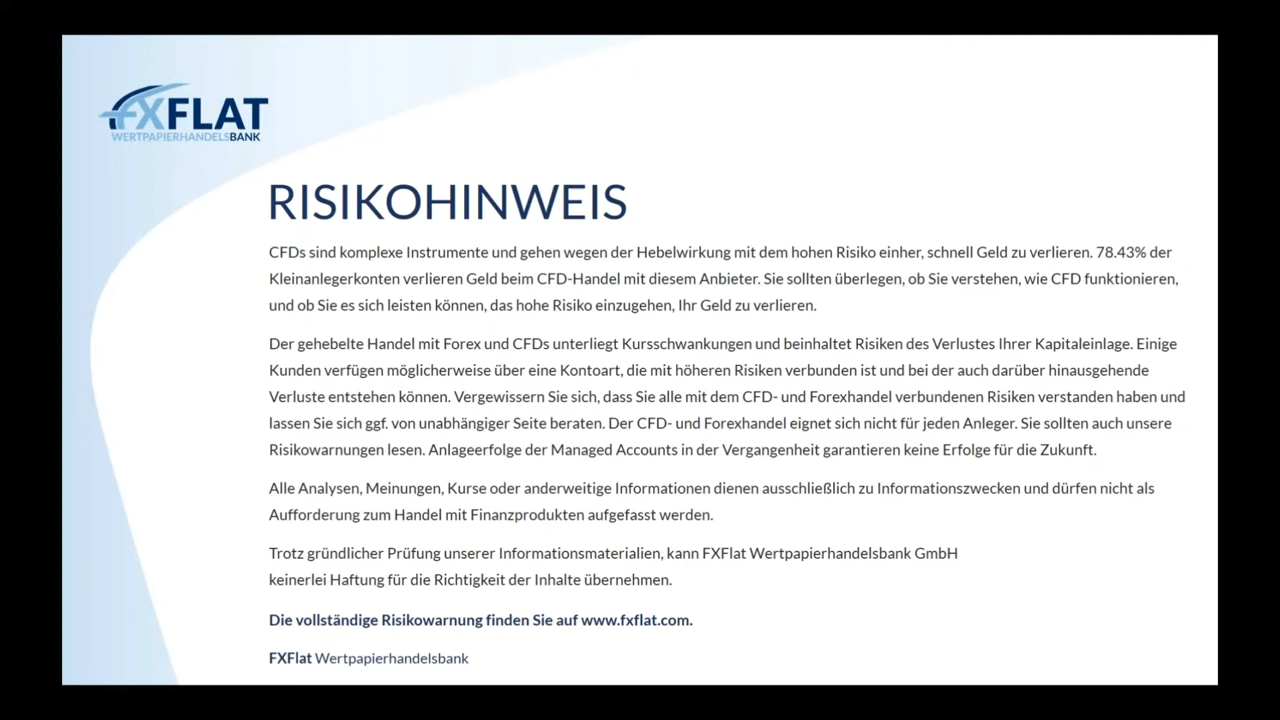 FXFLAT
WERTPAPIERHANDELSBANK
RISIKOHINWEIS
CFDs sind komplexe Instrumente und gehen wegen der Hebelwirkung mit dem hohen Risiko einher, schnell Geld zu verlieren. 78.43% der
Kleinanlegerkonten verlieren Geld beim CFD-Handel mit diesem Anbieter. Sie sollten überlegen, ob Sie verstehen, wie CFD funktionieren,
und ob Sie es sich leisten können, das hohe Risiko einzugehen, Ihr Geld zu verlieren.
Der gehebelte Handel mit Forex und CFDs unterliegt Kursschwankungen und beinhaltet Risiken des Verlustes Ihrer Kapitaleinlage. Einige
Kunden verfügen möglicherweise über eine Kontoart, die mit höheren Risiken verbunden ist und bei der auch darüber hinausgehende
Verluste entstehen können. Vergewissern Sie sich, dass Sie alle mit dem CFD- und Forexhandel verbundenen Risiken verstanden haben und
lassen Sie sich ggf. von unabhängiger Seite beraten. Der CFD- und Forexhandel eignet sich nicht für jeden Anleger. Sie sollten auch unsere
Risikowarnungen lesen. Anlageerfolge der Managed Accounts in der Vergangenheit garantieren keine Erfolge für die Zukunft.
Alle Analysen, Meinungen, Kurse oder anderweitige Informationen dienen ausschließlich zu Informationszwecken und dürfen nicht als
Aufforderung zum Handel mit Finanzprodukten aufgefasst werden.
Trotz gründlicher Prüfung unserer Informationsmaterialien, kann FXFlat Wertpapierhandelsbank GmbH
keinerlei Haftung für die Richtigkeit der Inhalte übernehmen.
Die vollständige Risikowarnung finden Sie auf www.fxflat.com.
FXFlat Wertpapierhandelsbank